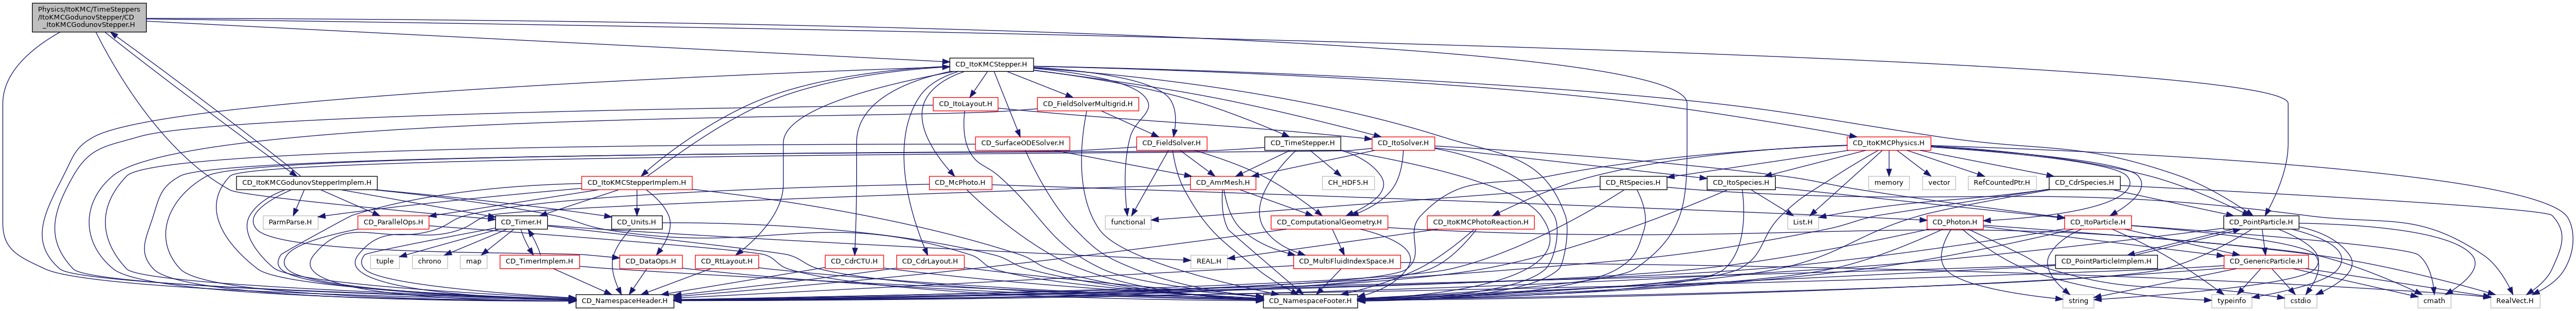 Physics/ItoKMC/TimeSteppers
/ItoKMCGodunovStepper/CD
_ItoKMCGodunovStepper.H
CD_ItoKMCStepper.H
CD_ItoLayout.H
CD_FieldSolverMultigrid.H
CD_SurfaceODESolver.H
CD_FieldSolver.H
CD_TimeStepper.H
CD_ItoSolver.H
CD_ItoKMCPhysics.H
CD_ItoKMCGodunovStepperImplem.H
CD_ItoKMCStepperImplem.H
CD_McPhoto.H
CD_AmrMesh.H
CH_HDF5.H
CD_RtSpecies.H
CD_ItoSpecies.H
memory
vector
RefCountedPtr.H
CD_CdrSpecies.H
ParmParse.H
CD_ParallelOps.H
CD_Timer.H
CD_Units.H
functional
CD_ComputationalGeometry.H
CD_ItoKMCPhotoReaction.H
List.H
CD_Photon.H
CD_ItoParticle.H
CD_PointParticle.H
tuple
chrono
map
CD_TimerImplem.H
CD_DataOps.H
CD_RtLayout.H
CD_CdrCTU.H
CD_CdrLayout.H
REAL.H
CD_MultiFluidIndexSpace.H
CD_PointParticleImplem.H
CD_GenericParticle.H
CD_NamespaceHeader.H
CD_NamespaceFooter.H
string
typeinfo
cstdio
cmath
RealVect.H